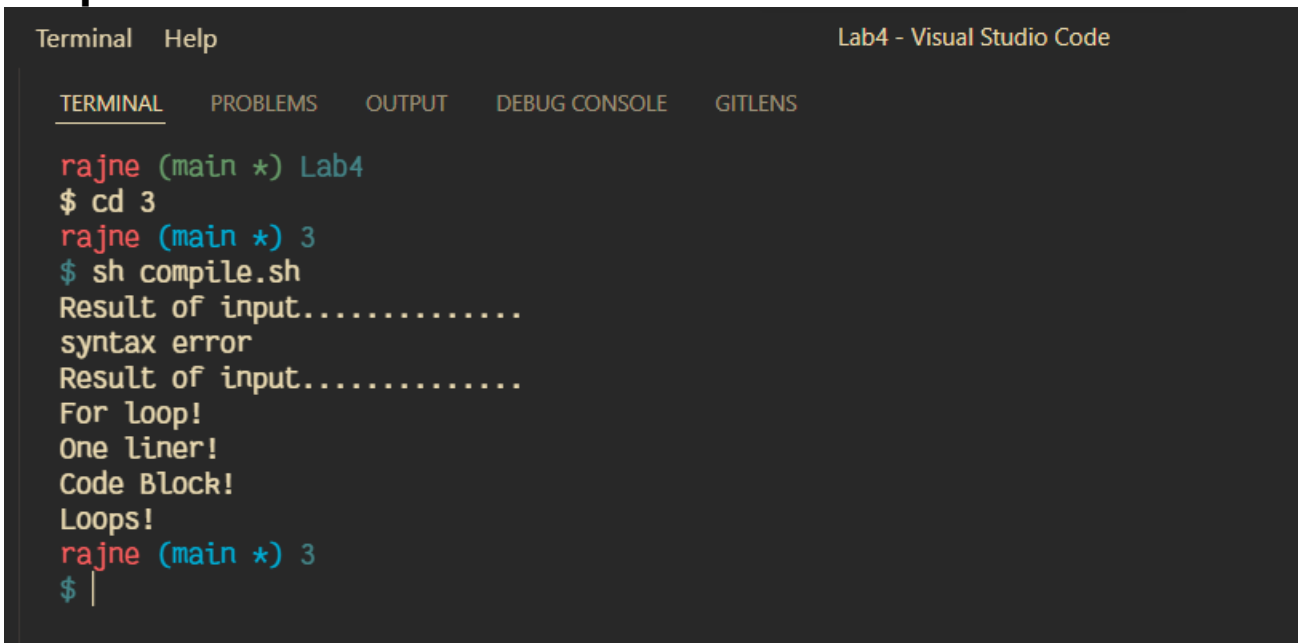 Terminal Help Lab4 - Visual Studio Code
TERMINAL PROBLEMS OUTPUT DEBUG CONSOLE GITLENS
rajne (main *) Lab4
$ cd 3
rajne (main *) 3
$ sh compile.sh
Result of input..............
syntax error
Result of input..............
For loop!
One liner!
Code Block!
Loops!
rajne (main *) 3
$